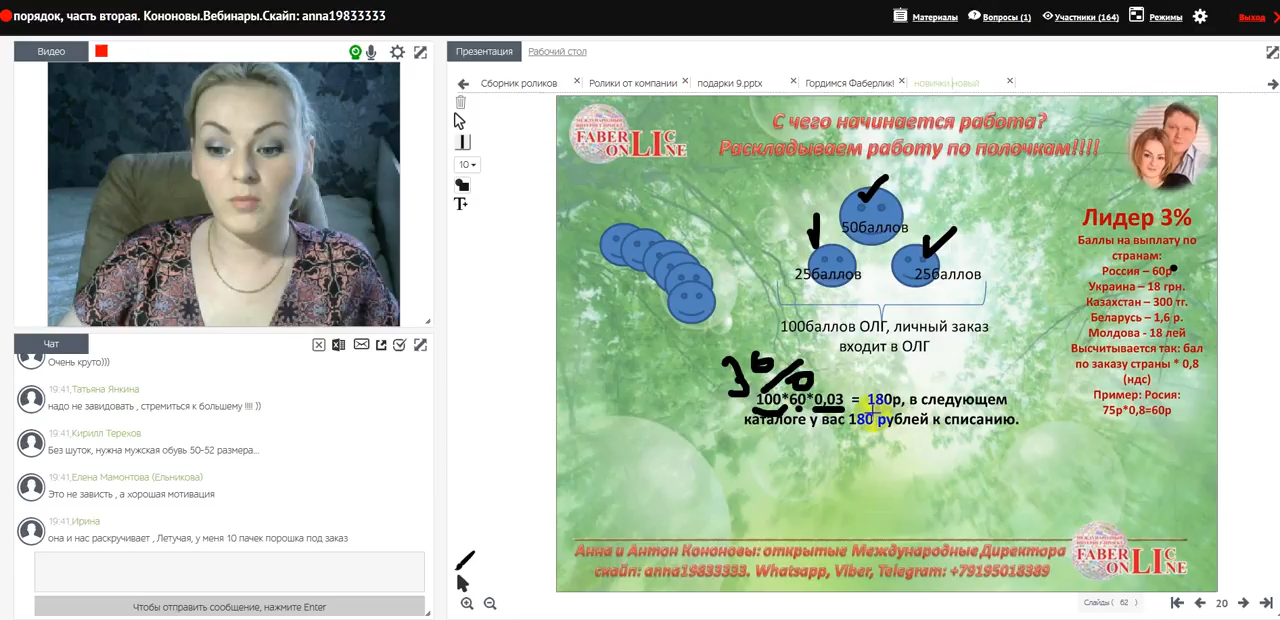 порядок, часть вторая. Кононовы.Вебинары.Скайп: anna19833333
Материалы
Вопросы (1)
Участники (164)
Режимы
Выход
Видео
Презентация
Рабочий стол
Сборник роликов
Ролики от компании
подарки 9.pptx
Гордимся Фаберлик!
новички новый
10
T+
FABER
ONLINE
С чего начинается работа?
Раскладываем работу по полочкам!!!!
50баллов
25баллов
25баллов
100баллов ОЛГ, личный заказ
входит в ОЛГ
3%
100*60*0,03 = 180р, в следующем
каталоге у вас 180 рублей к списанию.
Лидер 3%
Баллы на выплату по
странам:
Россия – 60р
Украина – 18 грн.
Казахстан – 300 тг.
Беларусь – 1,6 р.
Молдова - 18 лей
Высчитывается так: бал
по заказу страны * 0,8
(ндс)
Пример: Росия:
75р*0,8=60р
Анна и Антон Кононовы: открытые Международные Директора
скайп: anna19833333. Whatsapp, Viber, Telegram: +79195018389
FABER
ONLINE
Чат
Очень круто)))
19:41,Татьяна Янкина
надо не завидовать , стремиться к большему !!!! ))
19:41,Кирилл Терехов
Без шуток, нужна мужская обувь 50-52 размера...
19:41,Елена Мамонтова (Ельникова)
Это не зависть , а хорошая мотивация
19:41,Ирина
она и нас раскручивает , Летучая, у меня 10 пачек порошка под заказ
Чтобы отправить сообщение, нажмите Enter
Слайды ( 62 )
20